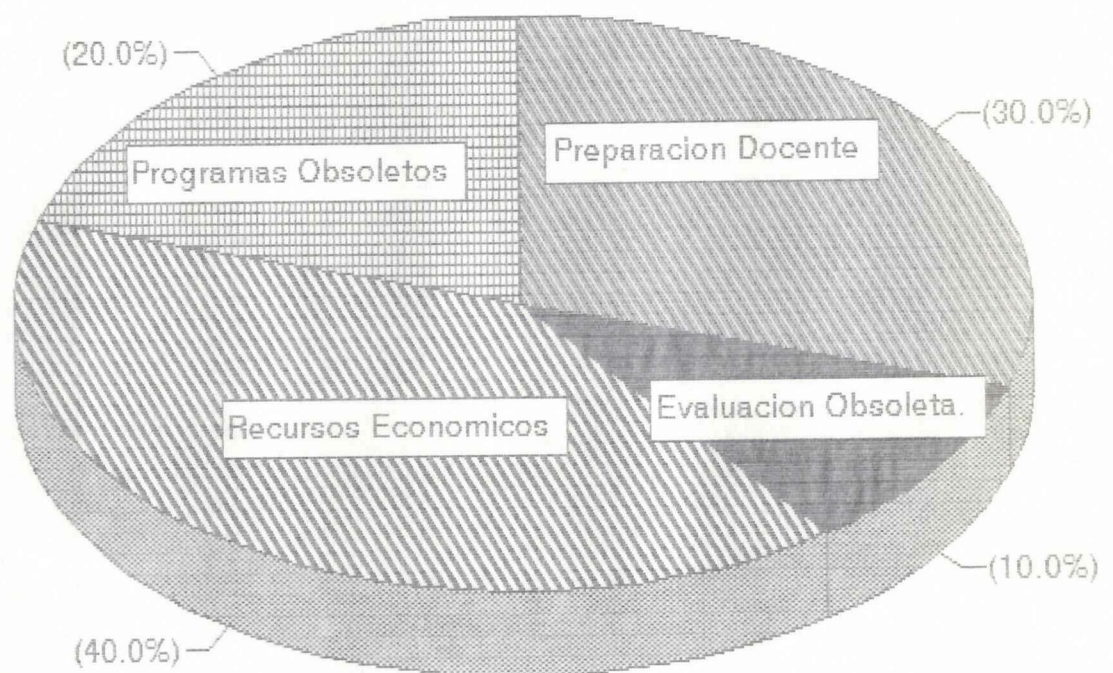 (20.0%)
(30.0%)
Preparacion Docente
Programas Obsoletos
Evaluacion Obsoleta.
Recursos Economicos
(10.0%)
(40.0%)